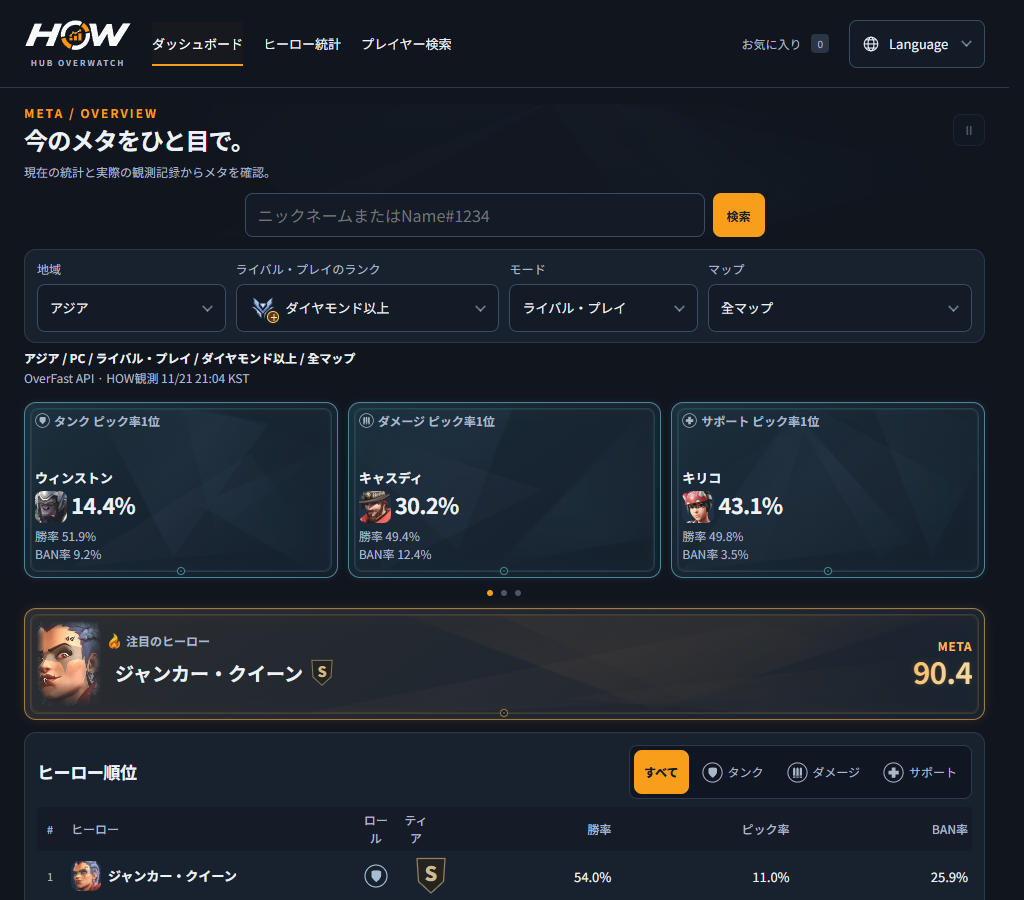 HOW
HUB OVERWATCH
ダッシュボード
ヒーロー統計
プレイヤー検索
お気に入り 0
Language
META / OVERVIEW
今のメタをひと目で。
現在の統計と実際の観測記録からメタを確認。
ニックネームまたはName#1234
検索
地域
ライバル・プレイのランク
モード
マップ
アジア
ダイヤモンド以上
ライバル・プレイ
全マップ
アジア / PC / ライバル・プレイ / ダイヤモンド以上 / 全マップ
OverFast API · HOW観測 11/21 21:04 KST
タンク ピック率1位
ウィンストン
14.4%
勝率 51.9%
BAN率 9.2%
ダメージ ピック率1位
キャスディ
30.2%
勝率 49.4%
BAN率 12.4%
サポート ピック率1位
キリコ
43.1%
勝率 49.8%
BAN率 3.5%
注目のヒーロー
ジャンカー・クイーン S
META
90.4
ヒーロー順位
すべて
タンク
ダメージ
サポート
# ヒーロー ロール ティア 勝率 ピック率 BAN率
1 ジャンカー・クイーン S 54.0% 11.0% 25.9%